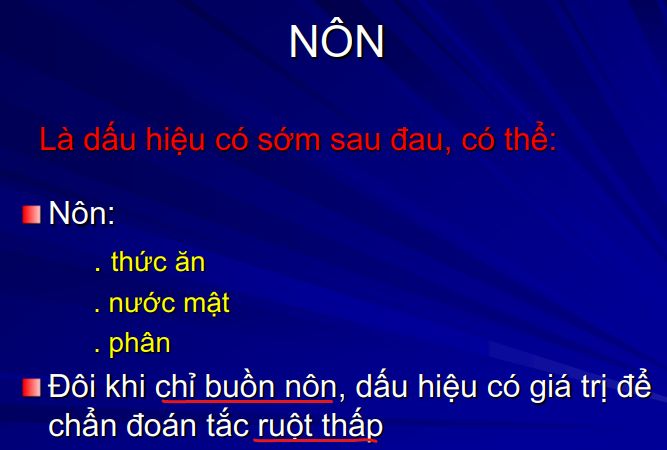 NÔN
Là dấu hiệu có sớm sau đau, có thể:
Nôn:
. thức ăn
. nước mật
. phân
Đôi khi chỉ buồn nôn, dấu hiệu có giá trị để
chẩn đoán tắc ruột thấp